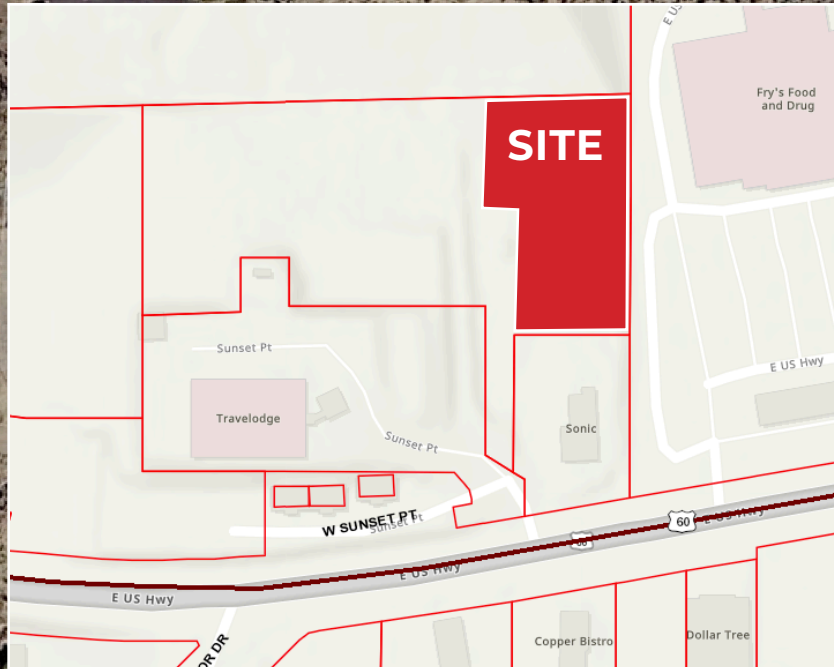 E US
Fry's Food
and Drug
SITE
Sunset Pt
E US Hwy
Travelodge
Sonic
Sunset Pt
W SUNSET PT
Sunset Pt
60
E US Hwy
60
E US Hwy
E US Hwy
OR DR
Copper Bistro
Dollar Tree